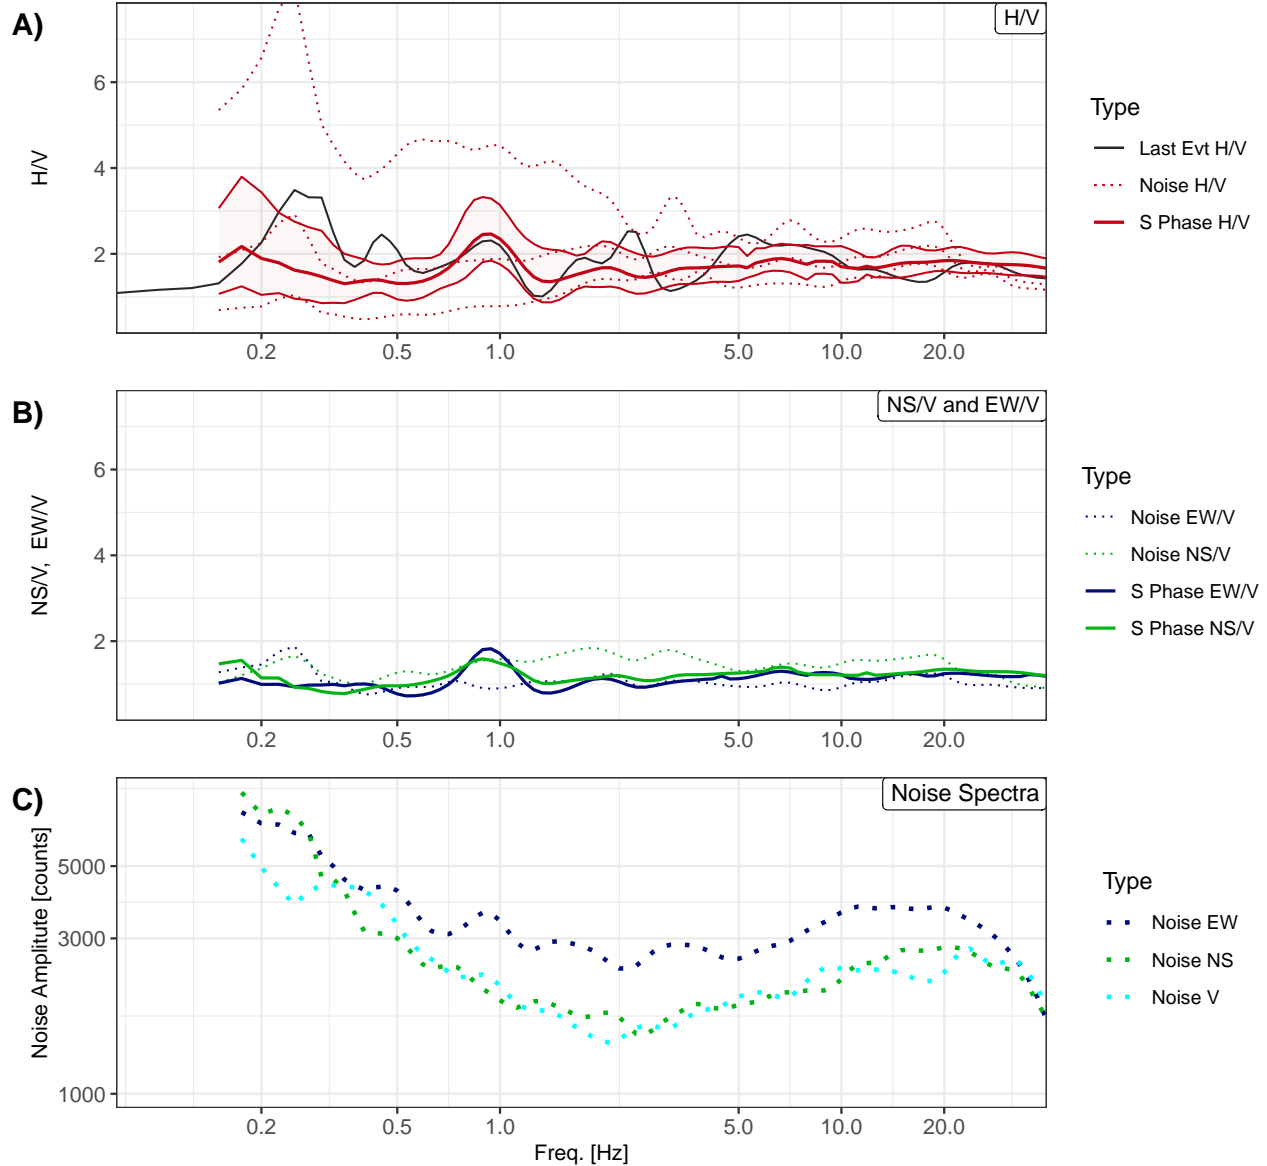 A)
H/V
6
4
2
H/V
0.2 0.5 1.0 5.0 10.0 20.0
Type
Last Evt H/V
Noise H/V
S Phase H/V
B)
NS/V and EW/V
6
4
2
NS/V, EW/V
0.2 0.5 1.0 5.0 10.0 20.0
Type
Noise EW/V
Noise NS/V
S Phase EW/V
S Phase NS/V
C)
Noise Spectra
5000
3000
1000
Noise Amplitute [counts]
0.2 0.5 1.0 5.0 10.0 20.0
Freq. [Hz]
Type
Noise EW
Noise NS
Noise V